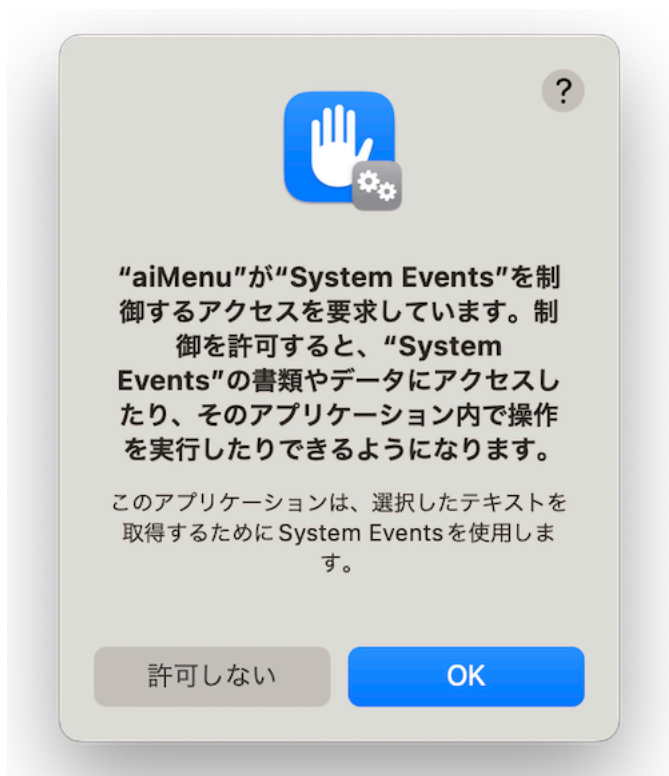 ?
“aiMenu”が“System Events”を制
御するアクセスを要求しています。制
御を許可すると、“System
Events”の書類やデータにアクセスし
たり、そのアプリケーション内で操作
を実行したりできるようになります。
このアプリケーションは、選択したテキストを
取得するためにSystem Eventsを使用しま
す。
許可しない
OK